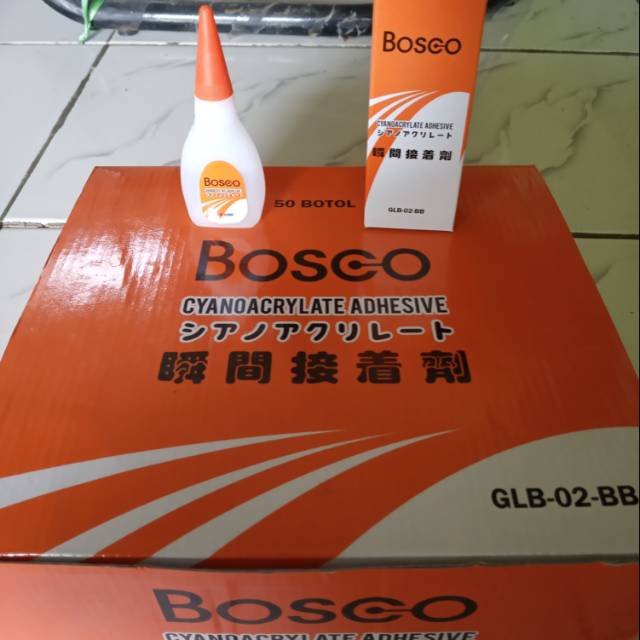 BOSCO
CYANOACRYLATE ADHESIVE
シアノアクリレート
瞬間接着劑
GLB-02-BB
BOSCO
50 BOTOL
BOSCO
CYANOACRYLATE ADHESIVE
シアノアクリレート
瞬間接着劑
GLB-02-BB
BOSCO
CYANOACRYLATE ADHESIVE